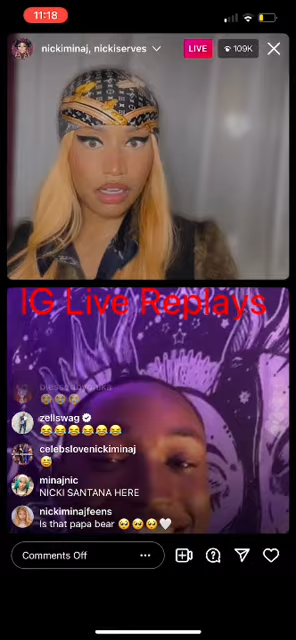 11:18
nickiminaj, nickiserves
LIVE
109K
IG Live Replays
😭😭😭
zellswag
😂😂😂😂😂😂
celebslovenickiminaj
😊
minajnic
NICKI SANTANA HERE
nickiminajfeens
Is that papa bear 🥺🥺🥺🤍
Comments Off